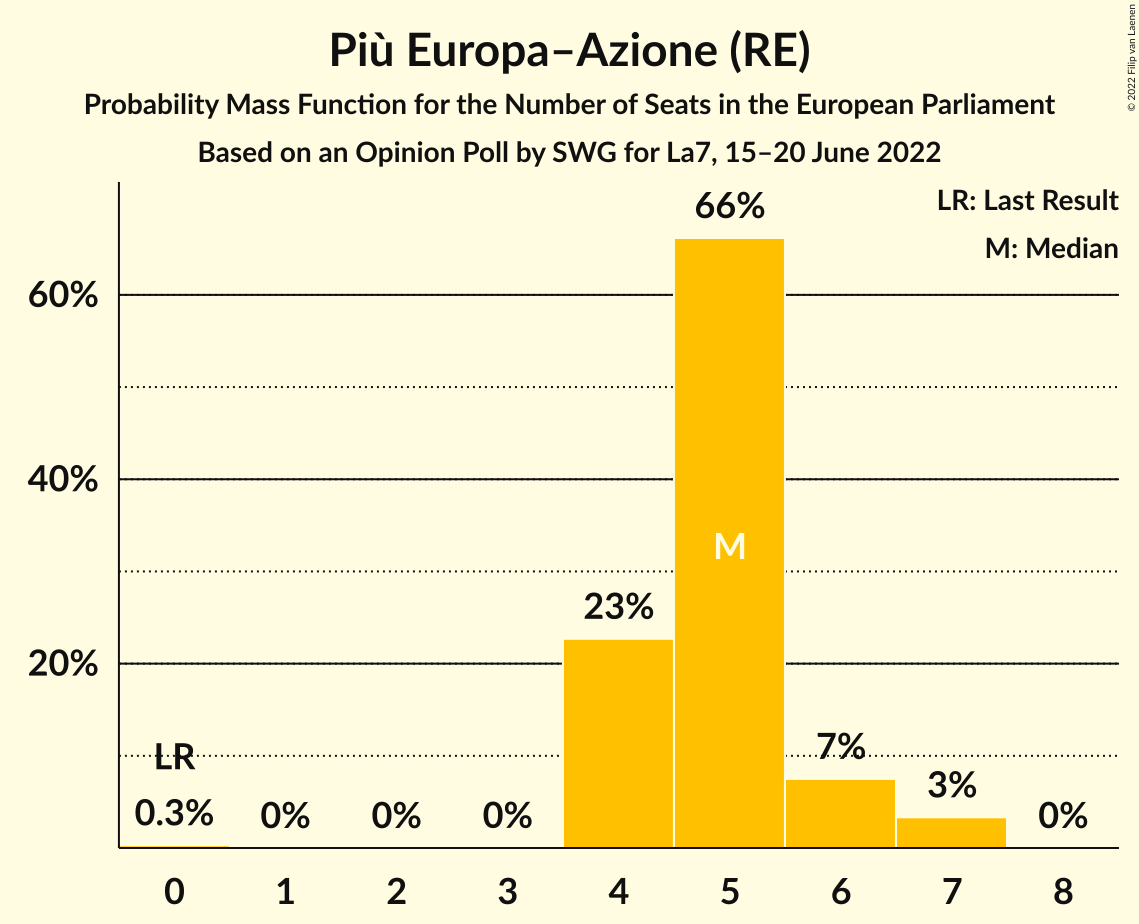 Più Europa–Azione (RE)
Probability Mass Function for the Number of Seats in the European Parliament
Based on an Opinion Poll by SWG for La7, 15–20 June 2022
© 2022 Filip van Laenen
LR: Last Result
M: Median
66%
60%
40%
M
23%
20%
LR
7%
3%
0.3%
0%
0%
0%
0%
0
1
2
3
4
5
6
7
8